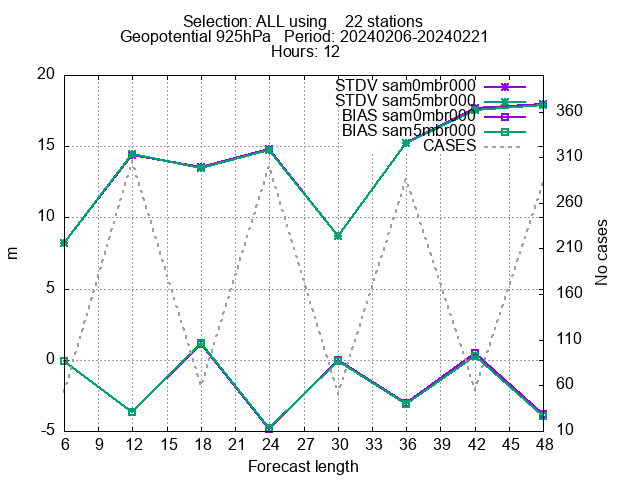 Selection: ALL using 22 stations
Geopotential 925hPa Period: 20240206-20240221
Hours: 12
STDV sam0mbr000
STDV sam5mbr000
BIAS sam0mbr000
BIAS sam5mbr000
CASES
20
15
10
5
0
-5
m
360
310
260
210
160
110
60
10
No cases
6 9 12 15 18 21 24 27 30 33 36 39 42 45 48
Forecast length